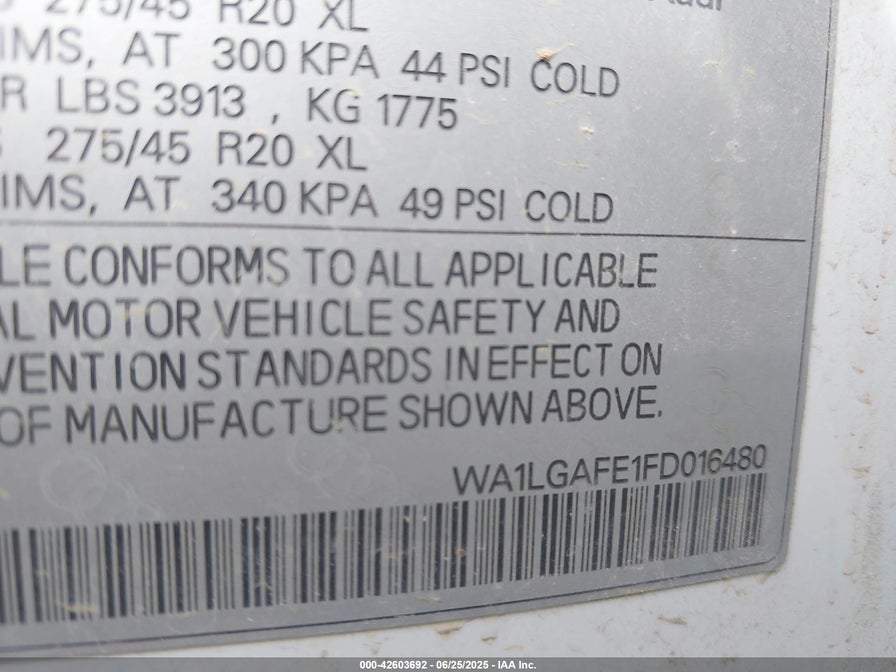 275/45 R20 XL
IMS, AT 300 KPA 44 PSI COLD
R LBS 3913 , KG 1775
275/45 R20 XL
IMS, AT 340 KPA 49 PSI COLD
LE CONFORMS TO ALL APPLICABLE
AL MOTOR VEHICLE SAFETY AND
VENTION STANDARDS IN EFFECT ON
OF MANUFACTURE SHOWN ABOVE.
WA1LGAFE1FD016480
000-42603692 - 06/25/2025 - IAA Inc.